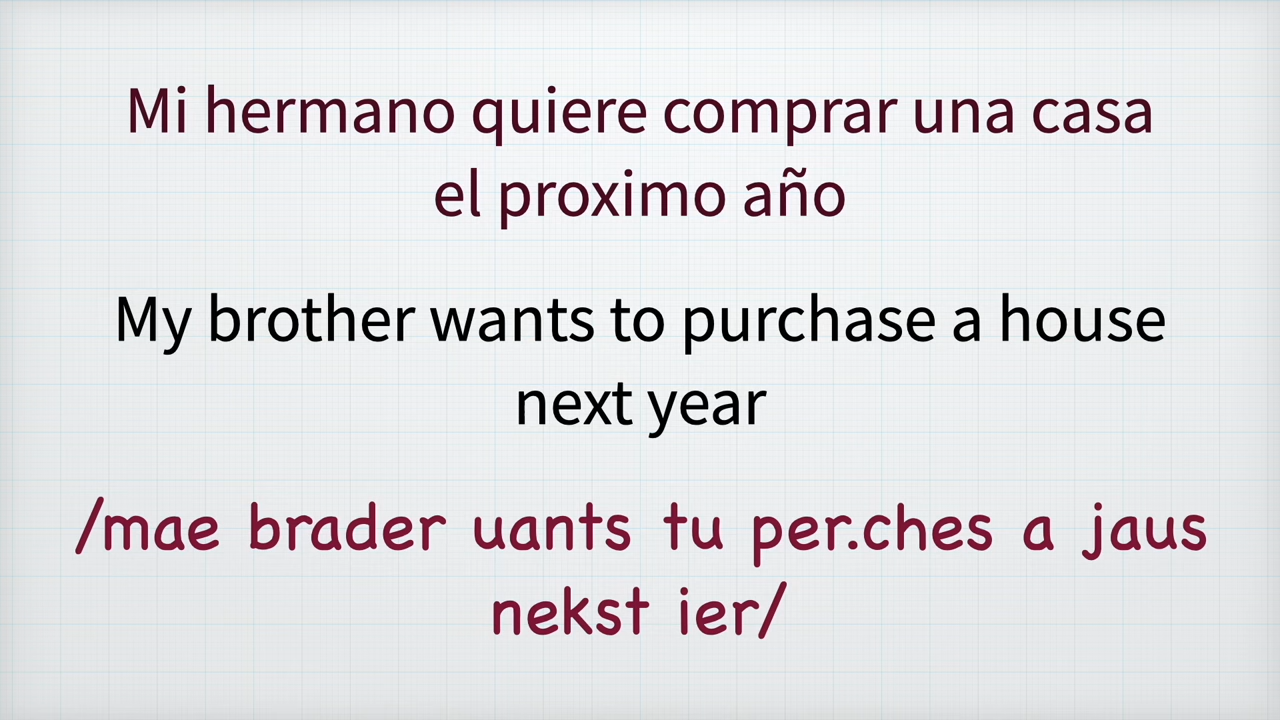 Mi hermano quiere comprar una casa
el proximo año
My brother wants to purchase a house
next year
/mae brader uants tu per.ches a jaus
nekst ier/